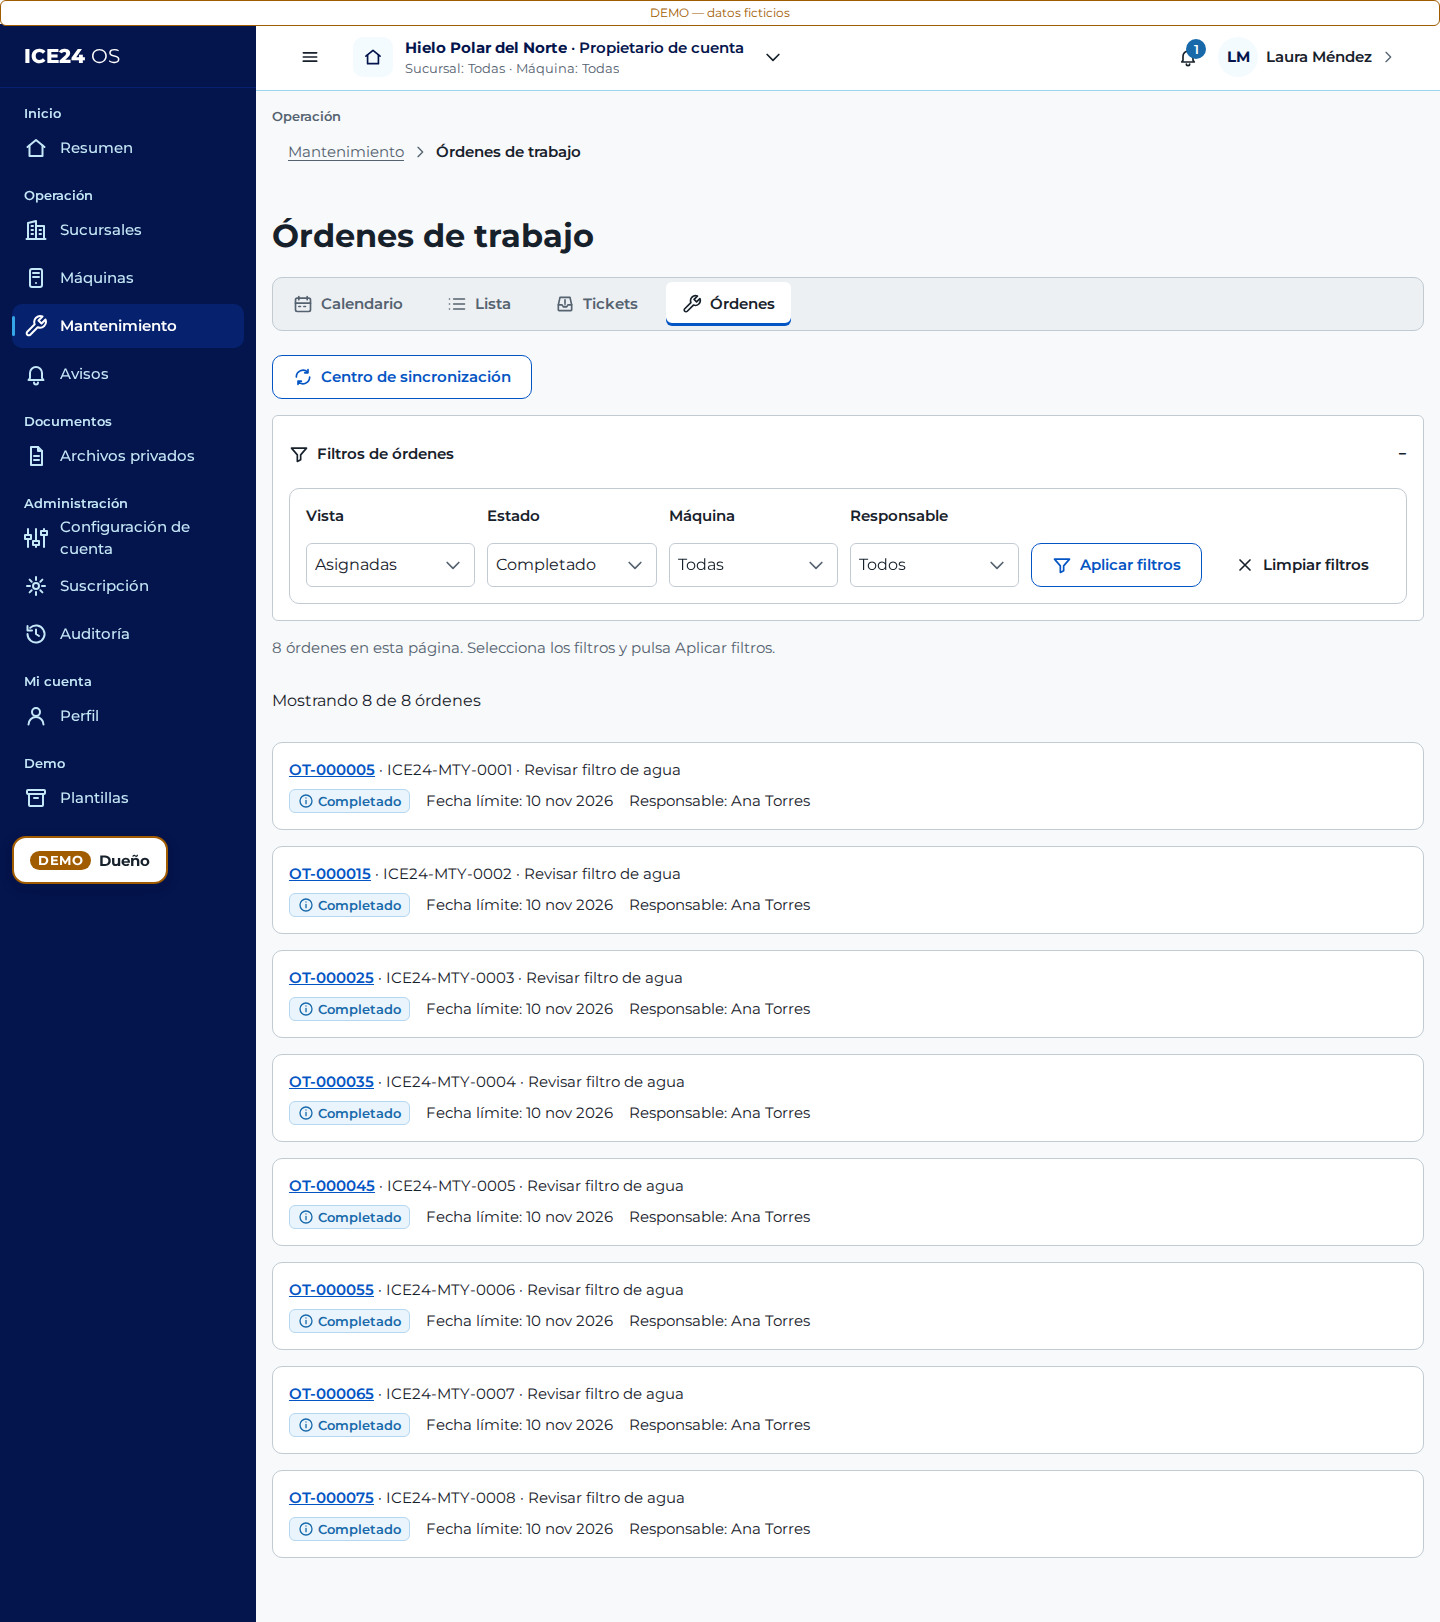 DEMO — datos ficticios
ICE24 OS
Inicio
Resumen
Operación
Sucursales
Máquinas
Mantenimiento
Avisos
Documentos
Archivos privados
Administración
Configuración de
cuenta
Suscripción
Auditoría
Mi cuenta
Perfil
Demo
Plantillas
DEMO Dueño
Hielo Polar del Norte · Propietario de cuenta
Sucursal: Todas · Máquina: Todas
1
LM Laura Méndez
Operación
Mantenimiento > Órdenes de trabajo
Órdenes de trabajo
Calendario Lista Tickets Órdenes
Centro de sincronización
Filtros de órdenes −
Vista Estado Máquina Responsable
Asignadas Completado Todas Todos Aplicar filtros Limpiar filtros
8 órdenes en esta página. Selecciona los filtros y pulsa Aplicar filtros.
Mostrando 8 de 8 órdenes
OT-000005 · ICE24-MTY-0001 · Revisar filtro de agua
Completado Fecha límite: 10 nov 2026 Responsable: Ana Torres
OT-000015 · ICE24-MTY-0002 · Revisar filtro de agua
Completado Fecha límite: 10 nov 2026 Responsable: Ana Torres
OT-000025 · ICE24-MTY-0003 · Revisar filtro de agua
Completado Fecha límite: 10 nov 2026 Responsable: Ana Torres
OT-000035 · ICE24-MTY-0004 · Revisar filtro de agua
Completado Fecha límite: 10 nov 2026 Responsable: Ana Torres
OT-000045 · ICE24-MTY-0005 · Revisar filtro de agua
Completado Fecha límite: 10 nov 2026 Responsable: Ana Torres
OT-000055 · ICE24-MTY-0006 · Revisar filtro de agua
Completado Fecha límite: 10 nov 2026 Responsable: Ana Torres
OT-000065 · ICE24-MTY-0007 · Revisar filtro de agua
Completado Fecha límite: 10 nov 2026 Responsable: Ana Torres
OT-000075 · ICE24-MTY-0008 · Revisar filtro de agua
Completado Fecha límite: 10 nov 2026 Responsable: Ana Torres